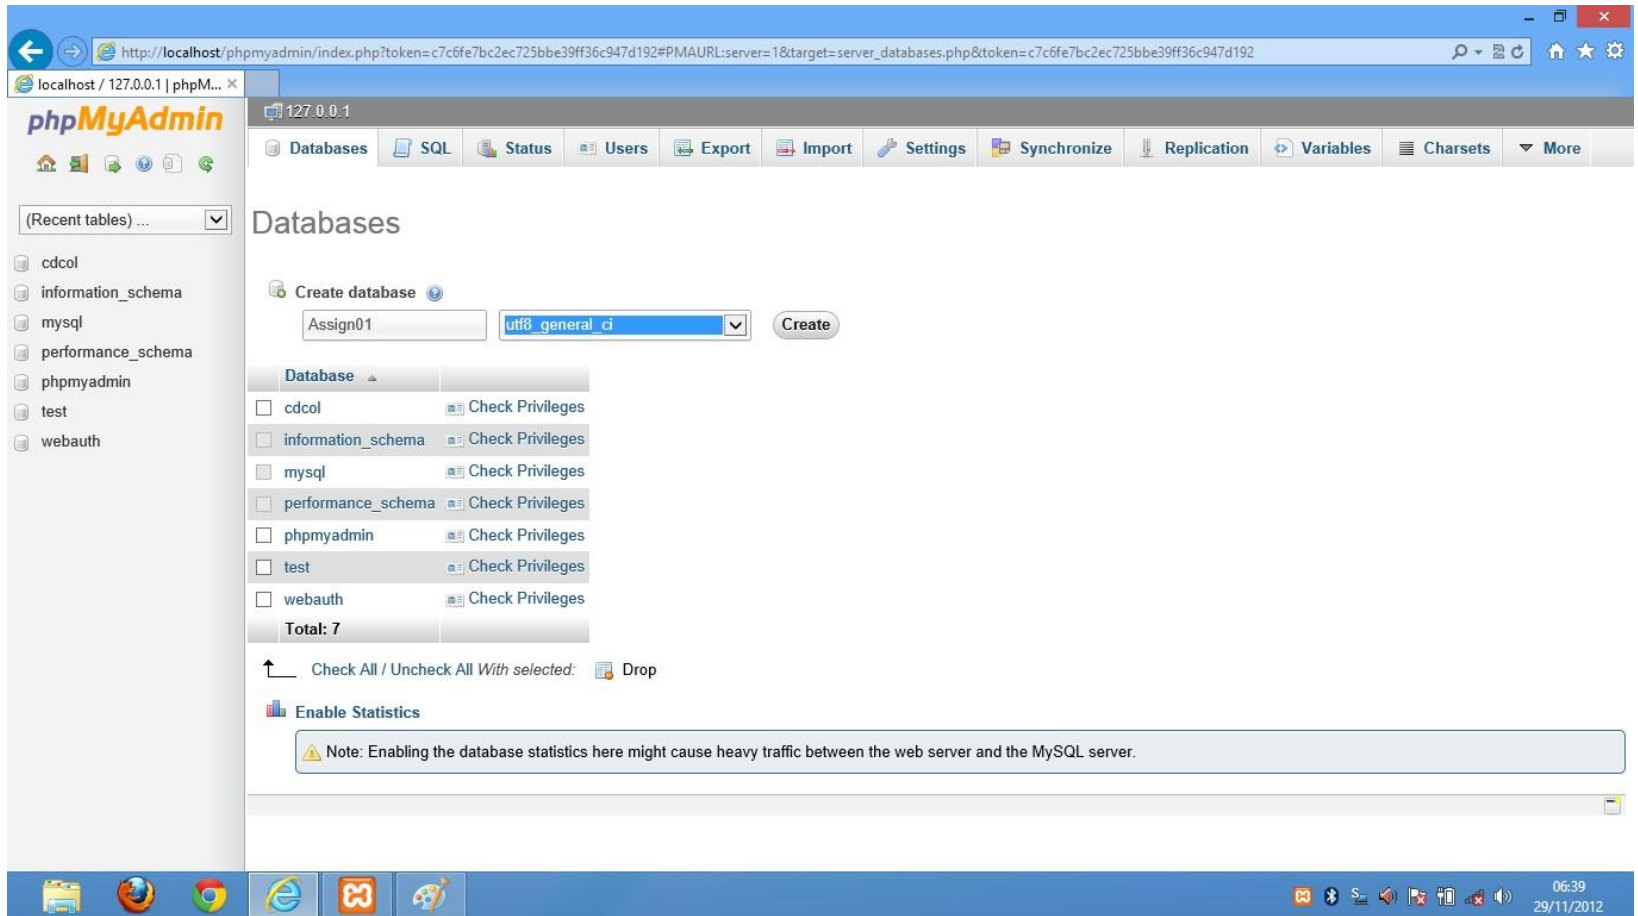 http://localhost/phpmyadmin/index.php?token=c7c6fe7bc2ec725bbe39ff36c947d192#PMAURL:server=1&target=server_databases.php&token=c7c6fe7bc2ec725bbe39ff36c947d192
localhost / 127.0.0.1 | phpM...
phpMyAdmin
127.0.0.1
Databases SQL Status Users Export Import Settings Synchronize Replication Variables Charsets More
(Recent tables) ...
cdcol
information_schema
mysql
performance_schema
phpmyadmin
test
webauth
Databases
Create database
Assign01 utf8_general_ci Create
Database
cdcol Check Privileges
information_schema Check Privileges
mysql Check Privileges
performance_schema Check Privileges
phpmyadmin Check Privileges
test Check Privileges
webauth Check Privileges
Total: 7
Check All / Uncheck All With selected: Drop
Enable Statistics
Note: Enabling the database statistics here might cause heavy traffic between the web server and the MySQL server.
06:39
29/11/2012